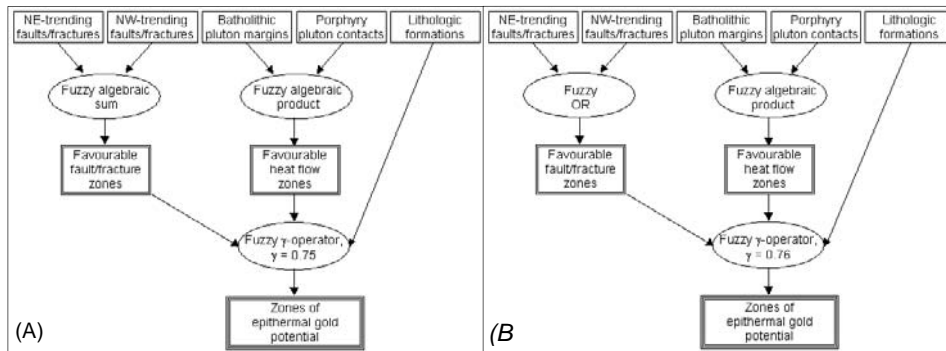 NE-trending
faults/fractures
NW-trending
faults/fractures
Batholithic
pluton margins
Porphyry
pluton contacts
Lithologic
formations
Fuzzy algebraic
sum
Fuzzy algebraic
product
Favourable
fault/fracture
zones
Favourable
heat flow
zones
Fuzzy γ-operator,
γ = 0.75
Zones of
epithermal gold
potential
(A)
NE-trending
faults/fractures
NW-trending
faults/fractures
Batholithic
pluton margins
Porphyry
pluton contacts
Lithologic
formations
Fuzzy
OR
Fuzzy algebraic
product
Favourable
fault/fracture
zones
Favourable
heat flow
zones
Fuzzy γ-operator,
γ = 0.76
Zones of
epithermal gold
potential
(B